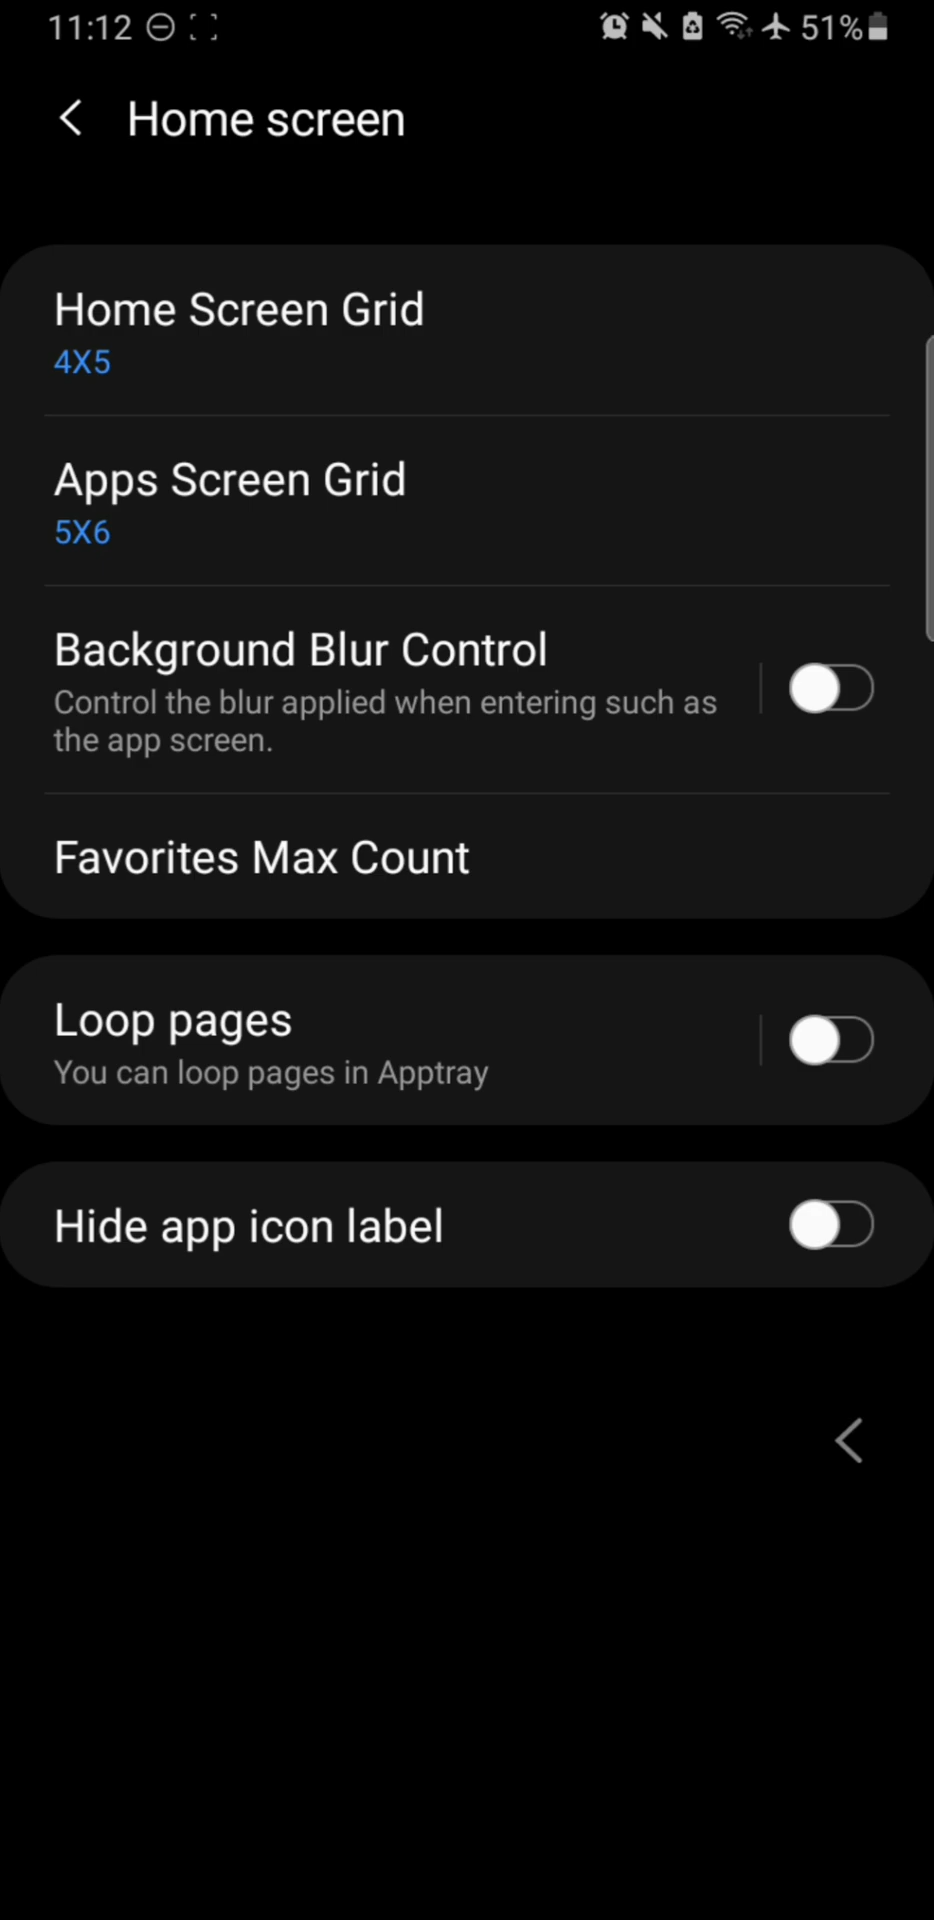 11:12
51%
Home screen
Home Screen Grid
4X5
Apps Screen Grid
5X6
Background Blur Control
Control the blur applied when entering such as
the app screen.
Favorites Max Count
Loop pages
You can loop pages in Apptray
Hide app icon label